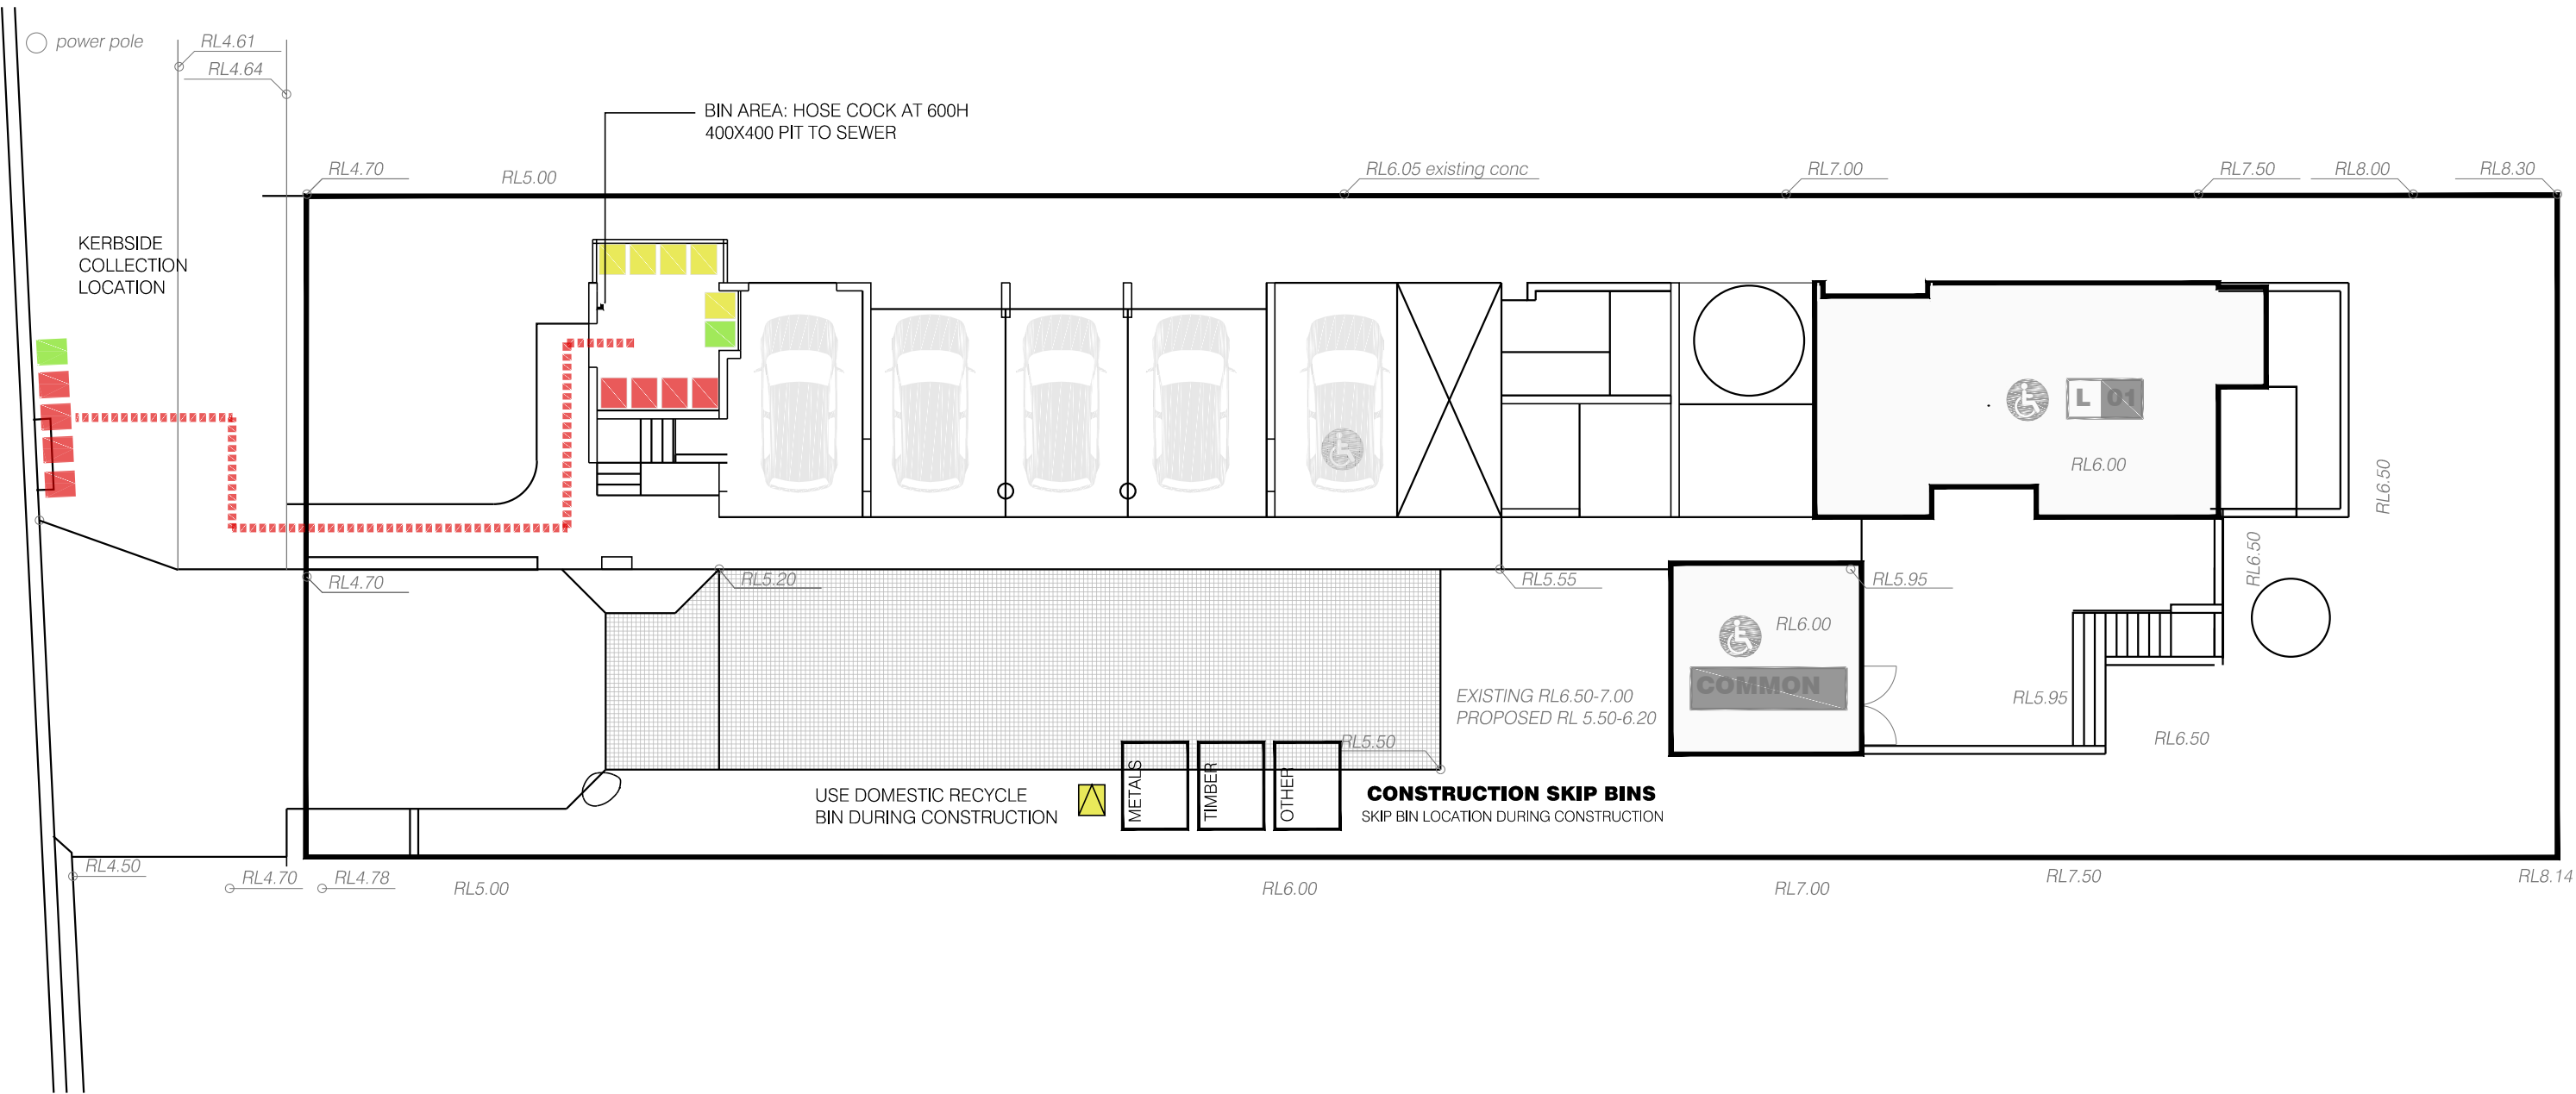 power pole
RL4.61
RL4.64
BIN AREA: HOSE COCK AT 600H
400X400 PIT TO SEWER
RL4.70
RL5.00
RL6.05 existing conc
RL7.00
RL7.50
RL8.00
RL8.30
KERBSIDE
COLLECTION
LOCATION
L 01
RL6.00
RL6.50
RL6.50
RL4.70
RL5.20
RL5.55
RL5.95
RL6.00
COMMON
EXISTING RL6.50-7.00
PROPOSED RL 5.50-6.20
RL5.95
RL6.50
RL5.50
USE DOMESTIC RECYCLE
BIN DURING CONSTRUCTION
METALS
TIMBER
OTHER
CONSTRUCTION SKIP BINS
SKIP BIN LOCATION DURING CONSTRUCTION
RL4.50
RL4.70
RL4.78
RL5.00
RL6.00
RL7.00
RL7.50
RL8.14